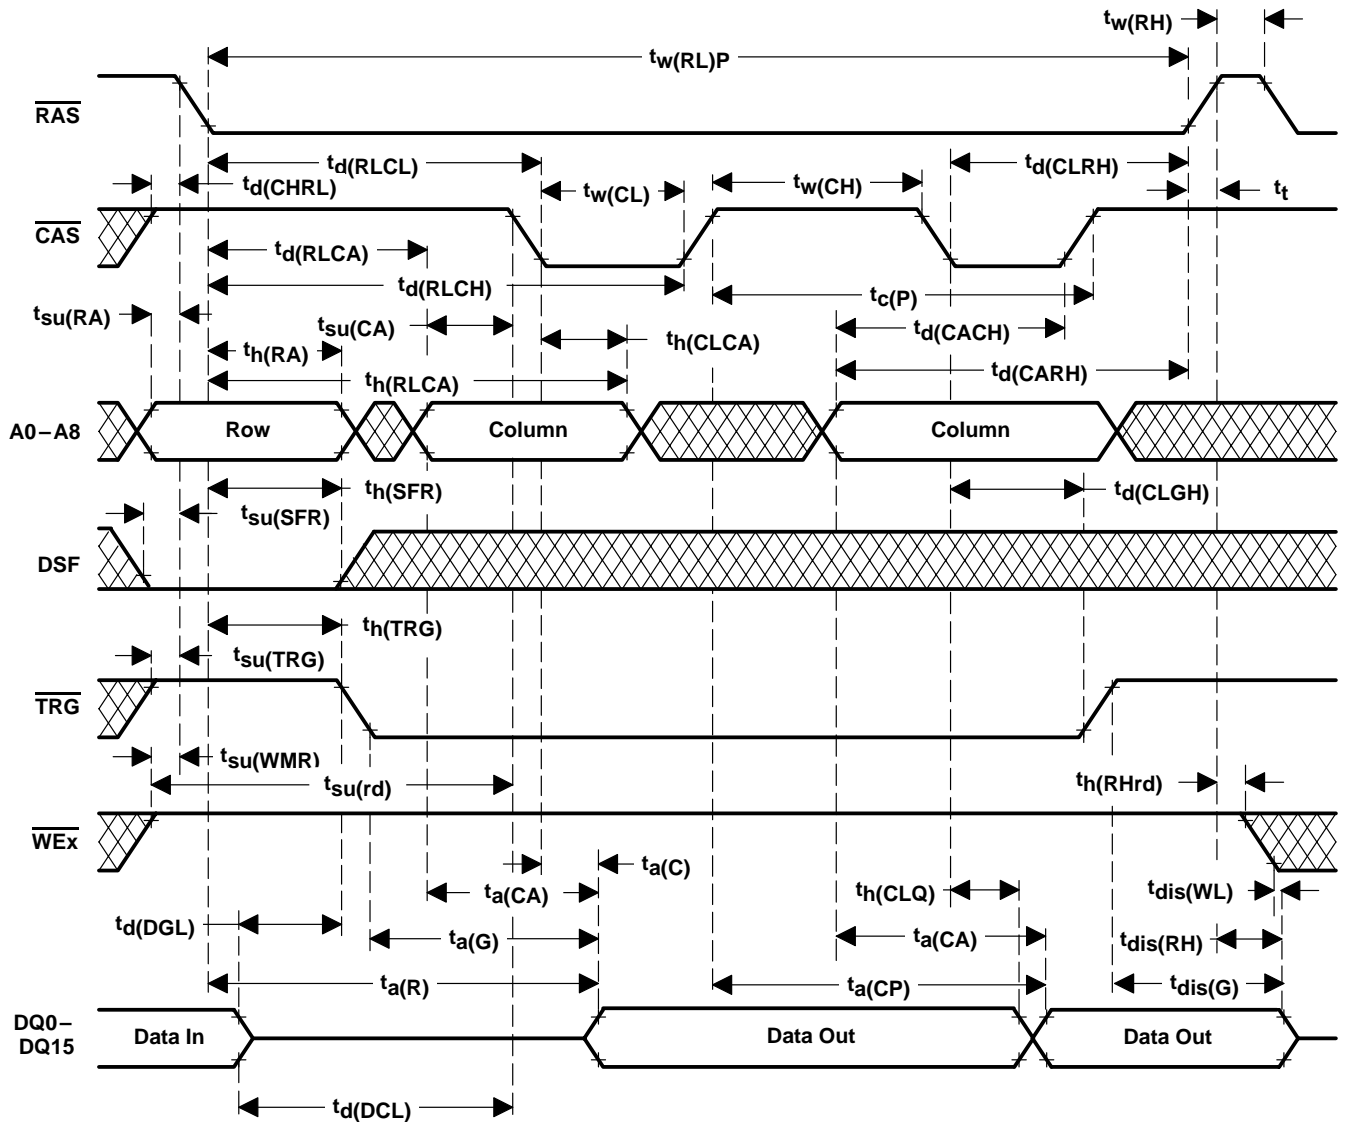 tw(RH)
tw(RL)P
RAS
td(RLCL)
td(CLRH)
td(CHRL)
tw(CL)
tw(CH)
tt
CAS
td(RLCA)
td(RLCH)
tc(P)
tsu(RA)
tsu(CA)
td(CACH)
th(RA)
th(CLCA)
th(RLCA)
td(CARH)
A0–A8
Row
Column
Column
th(SFR)
td(CLGH)
tsu(SFR)
DSF
th(TRG)
tsu(TRG)
TRG
tsu(WMR)
tsu(rd)
th(RHrd)
WEx
ta(C)
ta(CA)
th(CLQ)
tdis(WL)
td(DGL)
ta(G)
ta(CA)
tdis(RH)
ta(R)
ta(CP)
tdis(G)
DQ0–
DQ15
Data In
Data Out
Data Out
td(DCL)